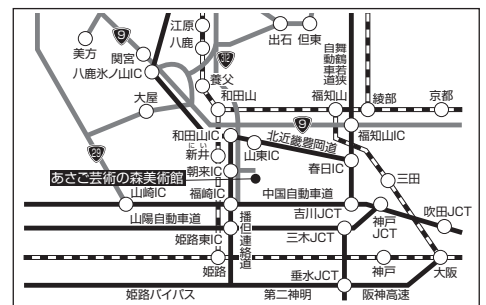 江原
9
八鹿
312
出石
但東
舞鶴若狭自動車道
美方
関宮
八鹿氷ノ山IC
養父
大屋
和田山
福知山
綾部
京都
9
和田山IC
北近畿豊岡道
福知山IC
にい
新井
山東IC
春日IC
29
朝来IC
三田
あさご芸術の森美術館
山崎IC
福崎IC
中国自動車道
山陽自動車道
播但連絡道
吉川JCT
神戸JCT
吹田JCT
姫路東IC
三木JCT
姫路
垂水JCT
神戸
大阪
姫路バイパス
第二神明
阪神高速